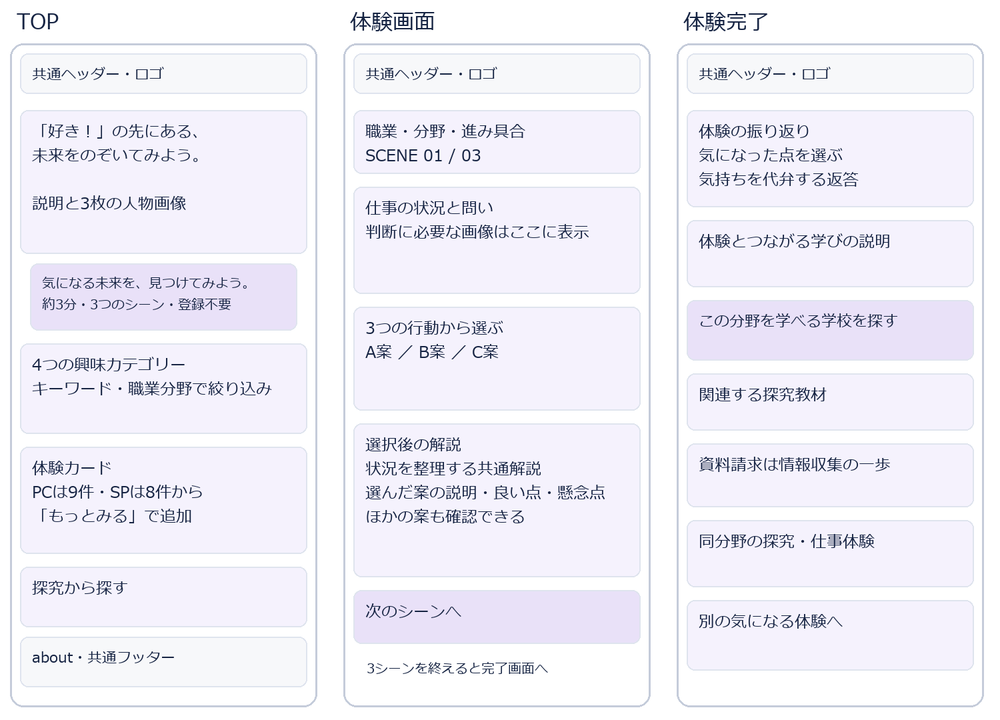 TOP
共通ヘッダー・ロゴ
「好き！」の先にある、
未来をのぞいてみよう。
説明と3枚の人物画像
気になる未来を、見つけてみよう。
約3分・3つのシーン・登録不要
4つの興味カテゴリー
キーワード・職業分野で絞り込み
体験カード
PCは9件・SPは8件から
「もっとみる」で追加
探究から探す
about・共通フッター
体験画面
共通ヘッダー・ロゴ
職業・分野・進み具合
SCENE 01 / 03
仕事の状況と問い
判断に必要な画像はここに表示
3つの行動から選ぶ
A案 ／ B案 ／ C案
選択後の解説
状況を整理する共通解説
選んだ案の説明・良い点・懸念点
ほかの案も確認できる
次のシーンへ
3シーンを終えると完了画面へ
体験完了
共通ヘッダー・ロゴ
体験の振り返り
気になった点を選ぶ
気持ちを代弁する返答
体験とつながる学びの説明
この分野を学べる学校を探す
関連する探究教材
資料請求は情報収集の一歩
同分野の探究・仕事体験
別の気になる体験へ